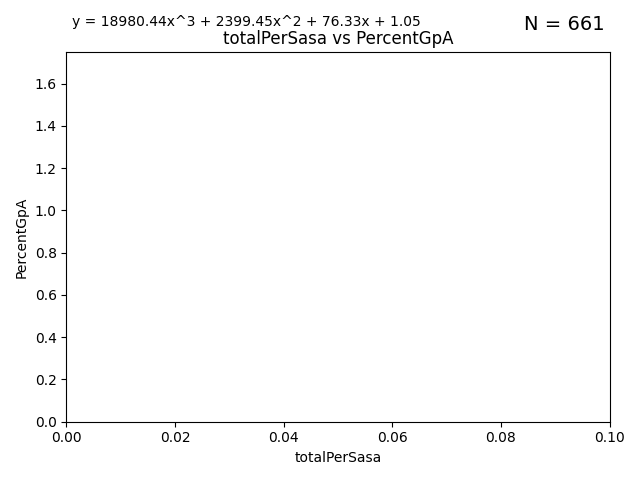 y = 18980.44x^3 + 2399.45x^2 + 76.33x + 1.05
N = 661
totalPerSasa vs PercentGpA
1.6
1.4
1.2
1.0
0.8
0.6
0.4
0.2
0.0
PercentGpA
0.00 0.02 0.04 0.06 0.08 0.10
totalPerSasa